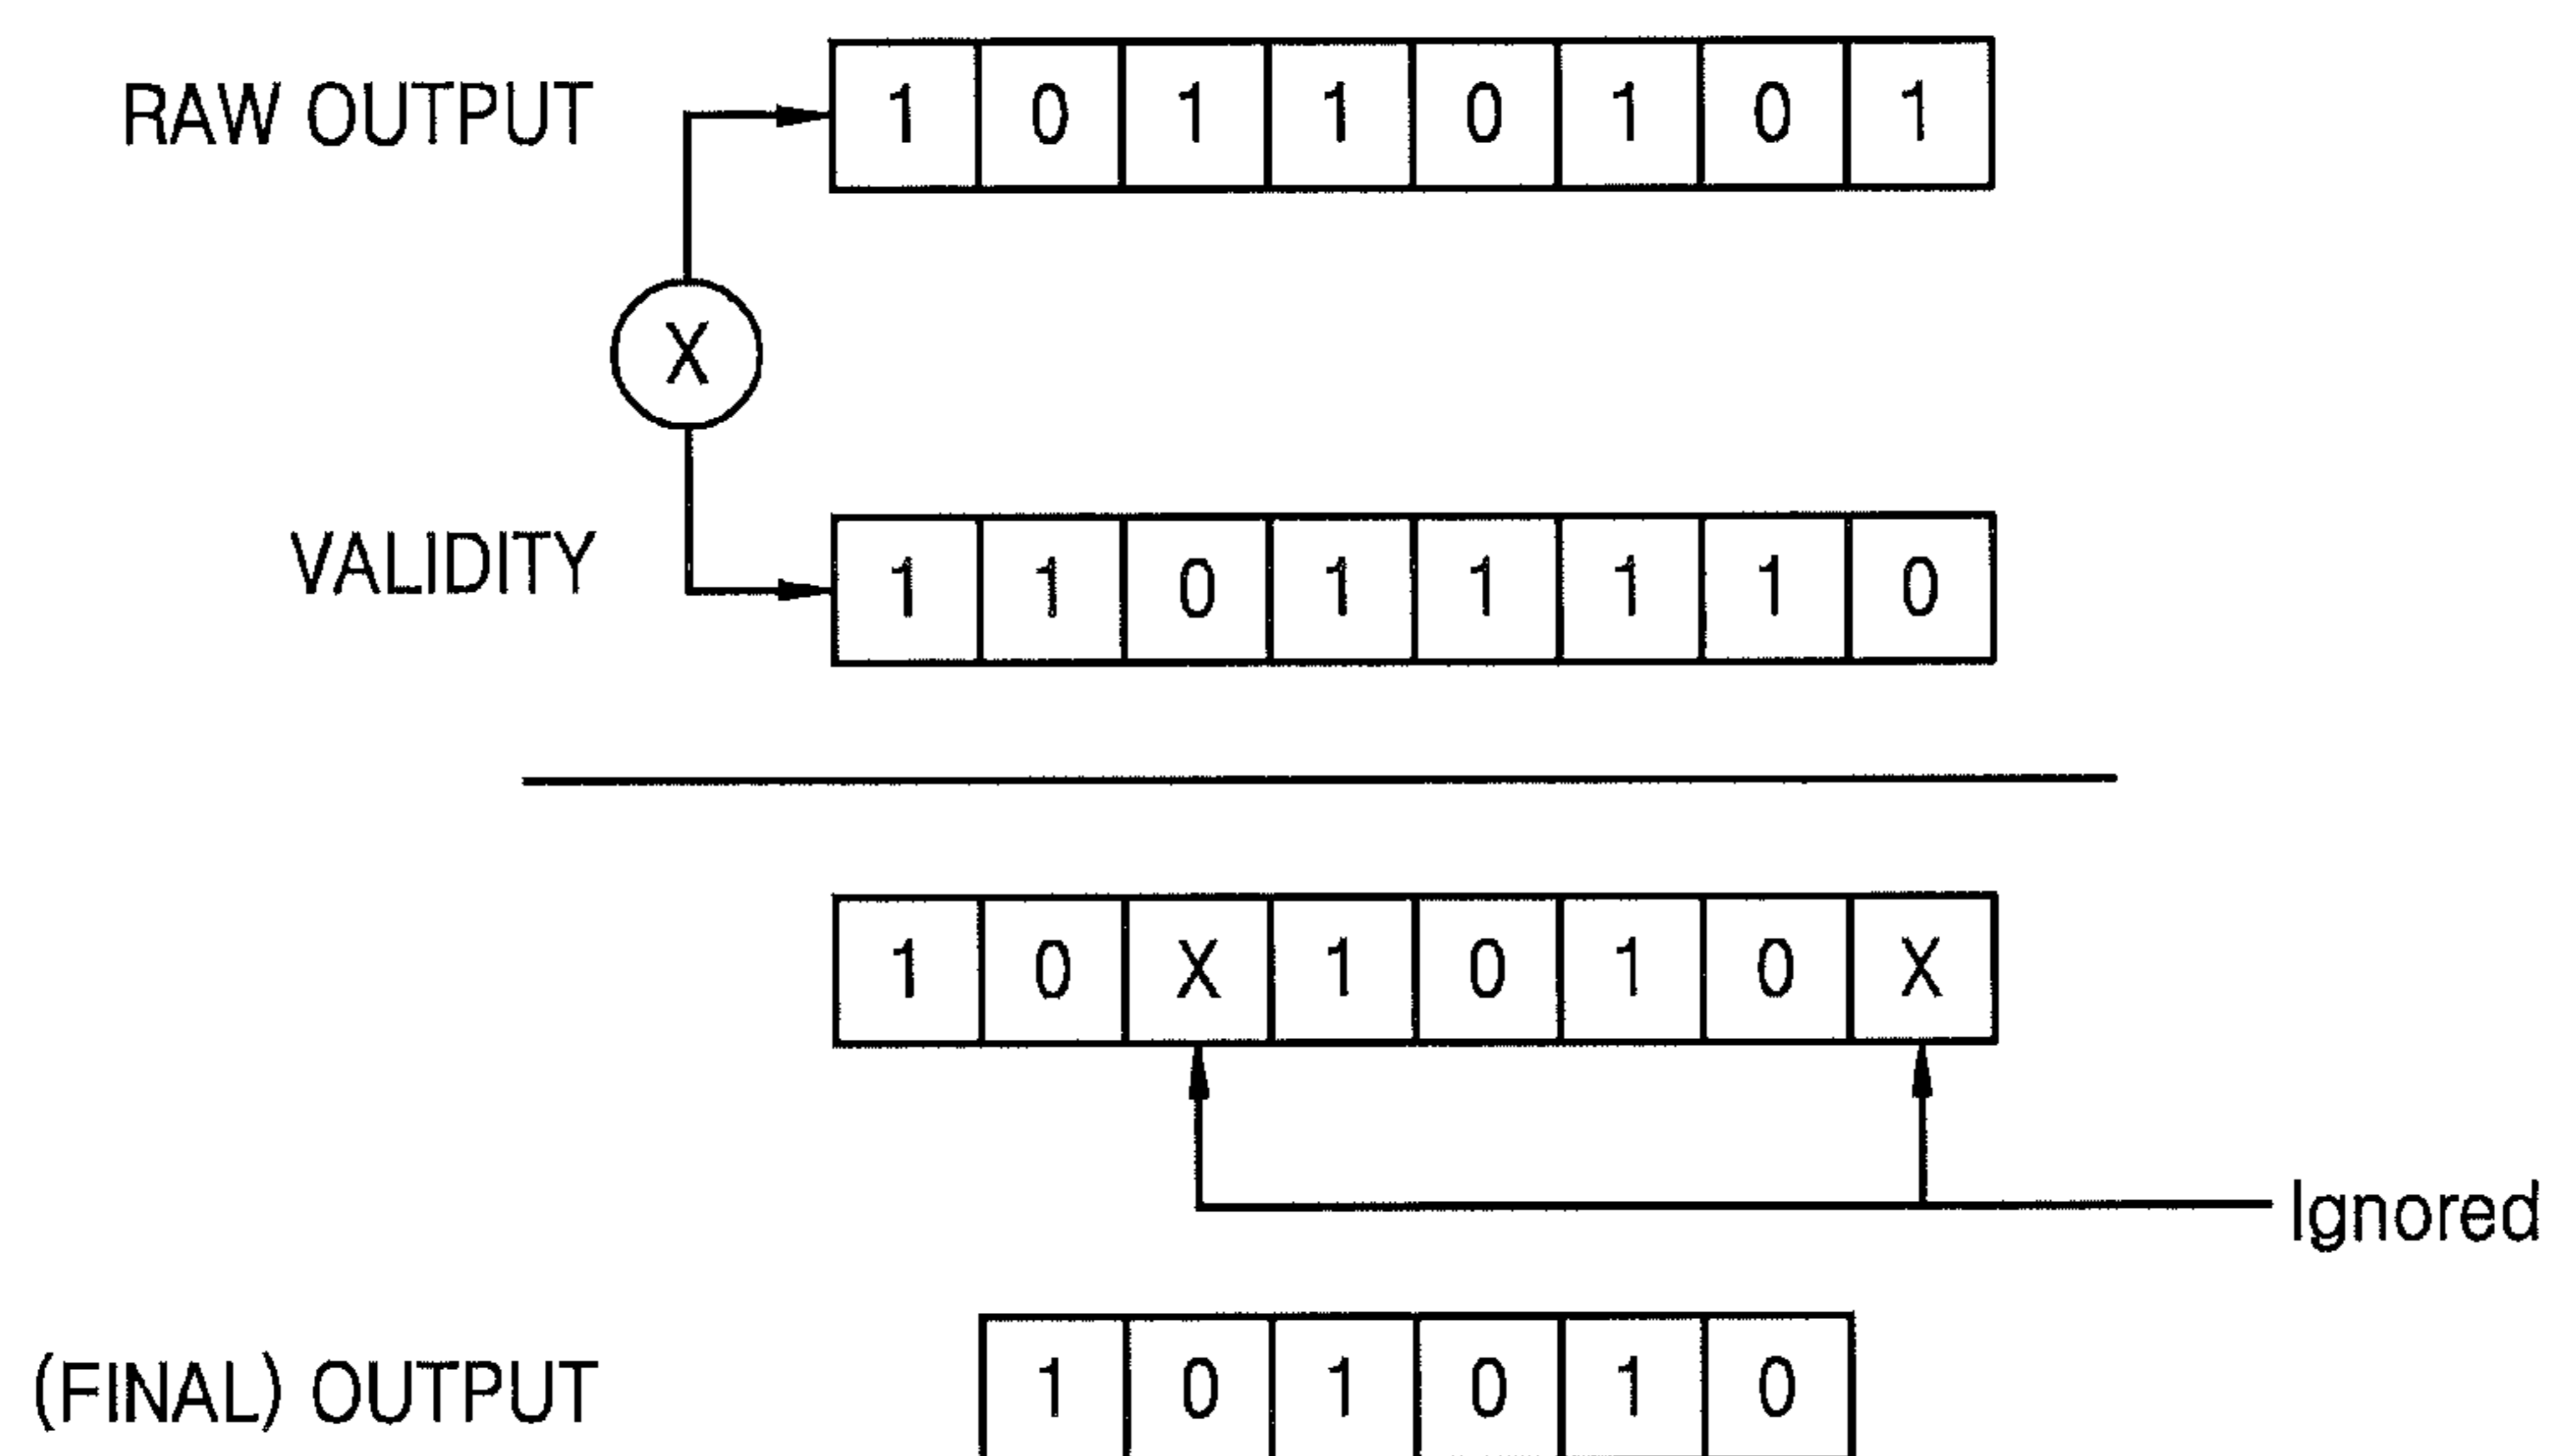 RAW OUTPUT 1 0 1 1 0 1 0 1
X
VALIDITY 1 1 0 1 1 1 1 0
1 0 X 1 0 1 0 X
Ignored
(FINAL) OUTPUT 1 0 1 0 1 0